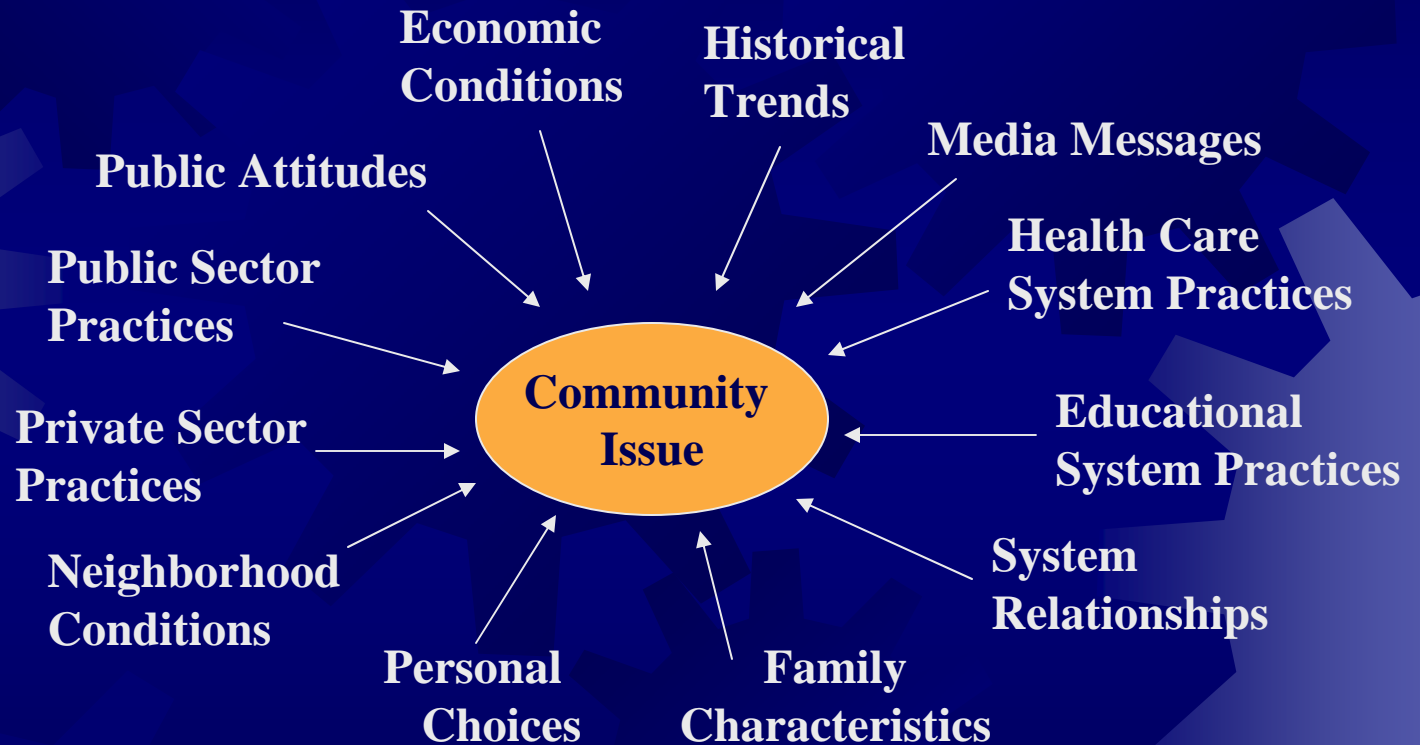 Economic
Conditions
Historical
Trends
Media Messages
Public Attitudes
Health Care
System Practices
Public Sector
Practices
Community
Issue
Educational
System Practices
Private Sector
Practices
System
Relationships
Neighborhood
Conditions
Personal
Choices
Family
Characteristics